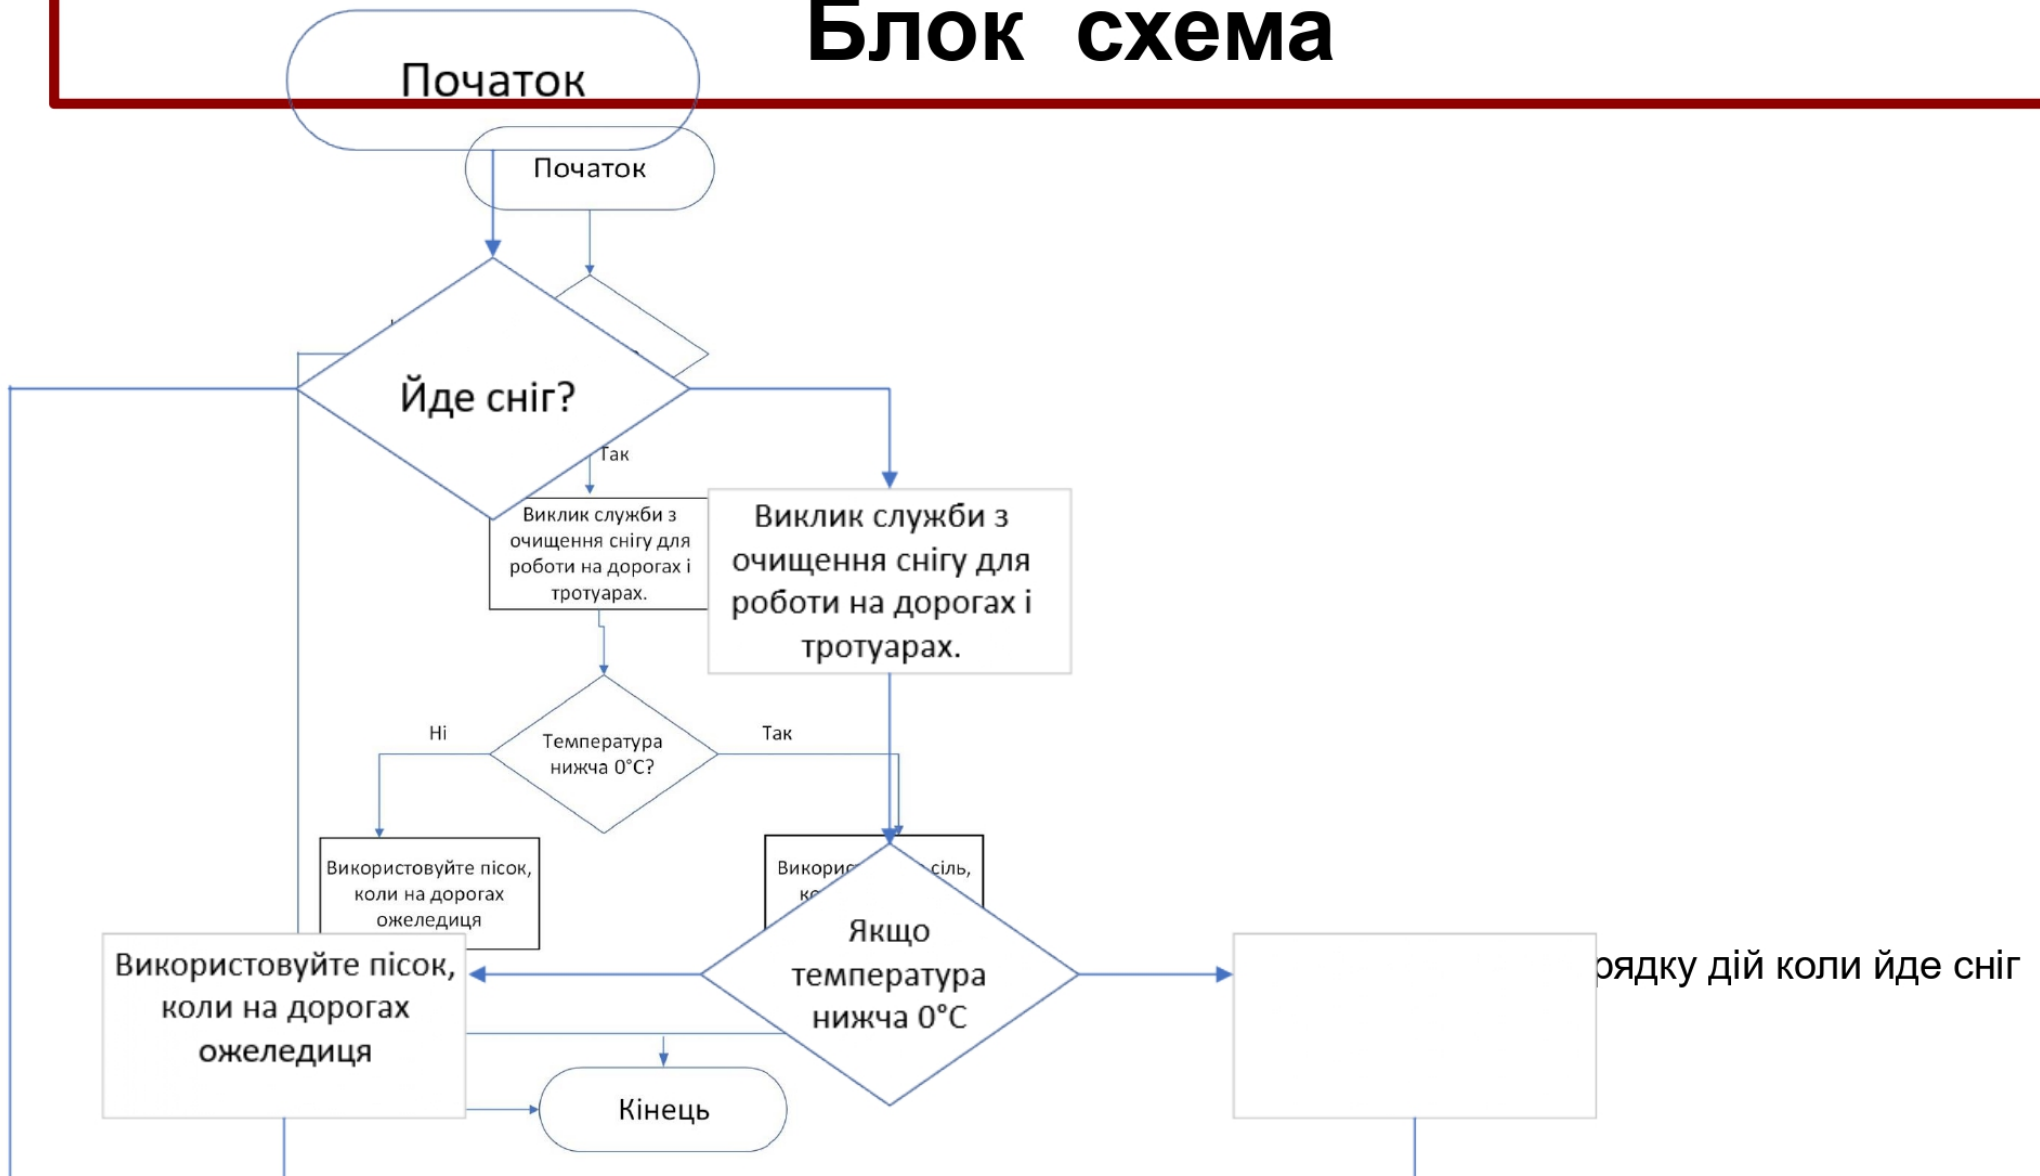 Блок схема
Початок
Початок
Йде сніг?
Так
Виклик служби з
очищення снігу для
роботи на дорогах і
тротуарах.
Виклик служби з
очищення снігу для
роботи на дорогах і
тротуарах.
Ні
Так
Температура
нижча 0°C?
Використовуйте пісок,
коли на дорогах
ожеледиця
сіль,
Якщо
температура
нижча 0°C
Використовуйте пісок,
коли на дорогах
ожеледиця
дій коли йде сніг
Кінець